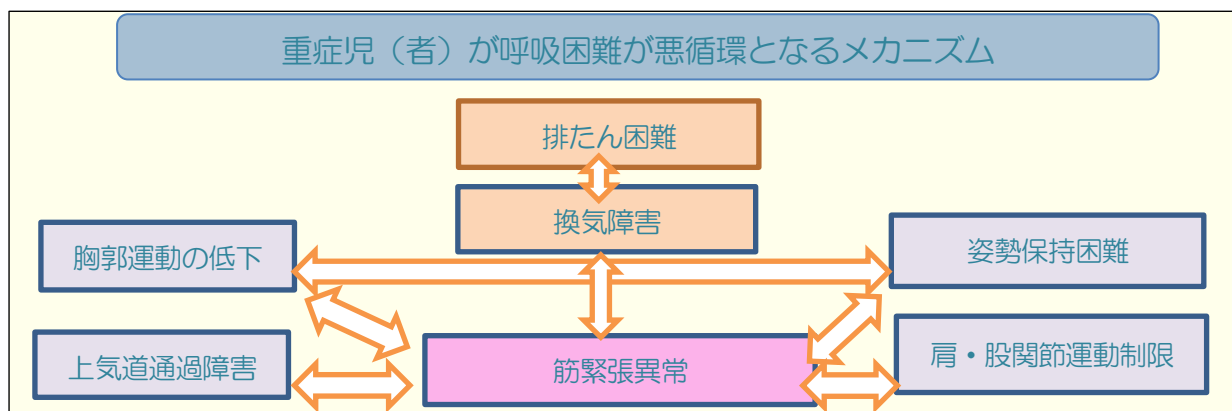 重症児（者）が呼吸困難が悪循環となるメカニズム
排たん困難
換気障害
胸郭運動の低下
姿勢保持困難
上気道通過障害
筋緊張異常
肩・股関節運動制限